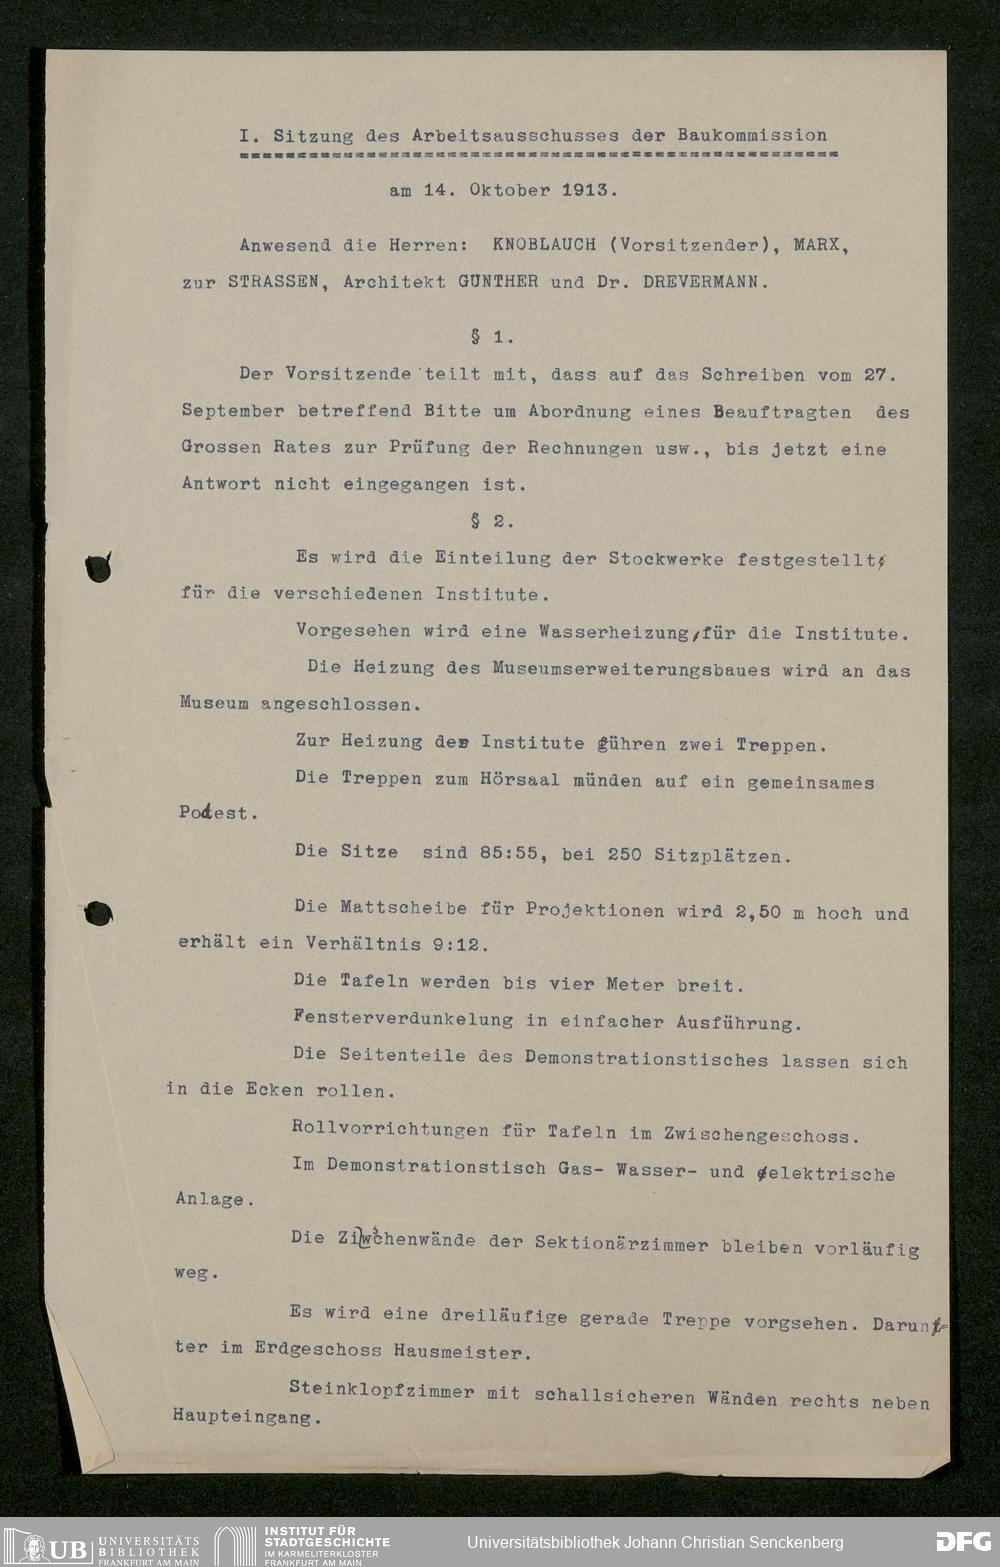 I. Sitzung des Arbeitsausschusses der Baukommission
am 14. Oktober 1913.
Anwesend die Herren: KNOBLAUCH (Vorsitzender), MARX,
zur STRASSEN, Architekt GÜNTHER und Dr. DREVERMANN.
§ 1.
Der Vorsitzende teilt mit, dass auf das Schreiben vom 27.
September betreffend Bitte um Abordnung eines Beauftragten des
Grossen Rates zur Prüfung der Rechnungen usw., bis jetzt eine
Antwort nicht eingegangen ist.
§ 2.
Es wird die Einteilung der Stockwerke festgestellt
für die verschiedenen Institute.
Vorgesehen wird eine Wasserheizung für die Institute.
Die Heizung des Museumserweiterungsbaues wird an das
Museum angeschlossen.
Zur Heizung der Institute führen zwei Treppen.
Die Treppen zum Hörsaal münden auf ein gemeinsames
Podest.
Die Sitze sind 85:55, bei 250 Sitzplätzen.
Die Mattscheibe für Projektionen wird 2,50 m hoch und
erhält ein Verhältnis 9:12.
Die Tafeln werden bis vier Meter breit.
Fensterverdunkelung in einfacher Ausführung.
Die Seitenteile des Demonstrationstisches lassen sich
in die Ecken rollen.
Rollvorrichtungen für Tafeln im Zwischengeschoss.
Im Demonstrationstisch Gas- Wasser- und elektrische
Anlage.
Die Ziwschenwände der Sektionärzimmer bleiben vorläufig
weg.
Es wird eine dreiläufige gerade Treppe vorgsehen. Darun-
ter im Erdgeschoss Hausmeister.
Steinklopfzimmer mit schallsicheren Wänden rechts neben
Haupteingang.
UB UNIVERSITÄTS
BIBLIOTHEK
FRANKFURT AM MAIN
INSTITUT FÜR
STADTGESCHICHTE
IM KARMELITERKLOSTER
FRANKFURT AM MAIN
Universitätsbibliothek Johann Christian Senckenberg
DFG